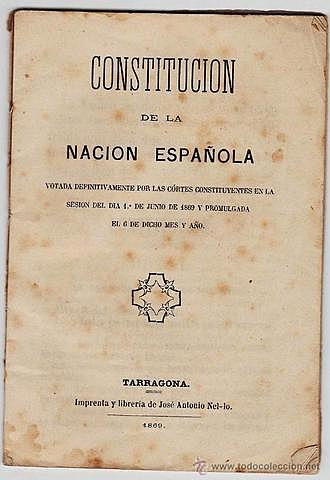 CONSTITUCION
DE LA
NACION ESPAÑOLA
VOTADA DEFINITIVAMENTE POR LAS CÓRTES CONSTITUYENTES EN LA
SESION DEL DIA 1.º DE JUNIO DE 1869 Y PROMULGADA
EL 6 DE DICHO MES Y AÑO.
TARRAGONA.
Imprenta y librería de José Antonio Nel-lo.
1869.
www.todocoleccion.net